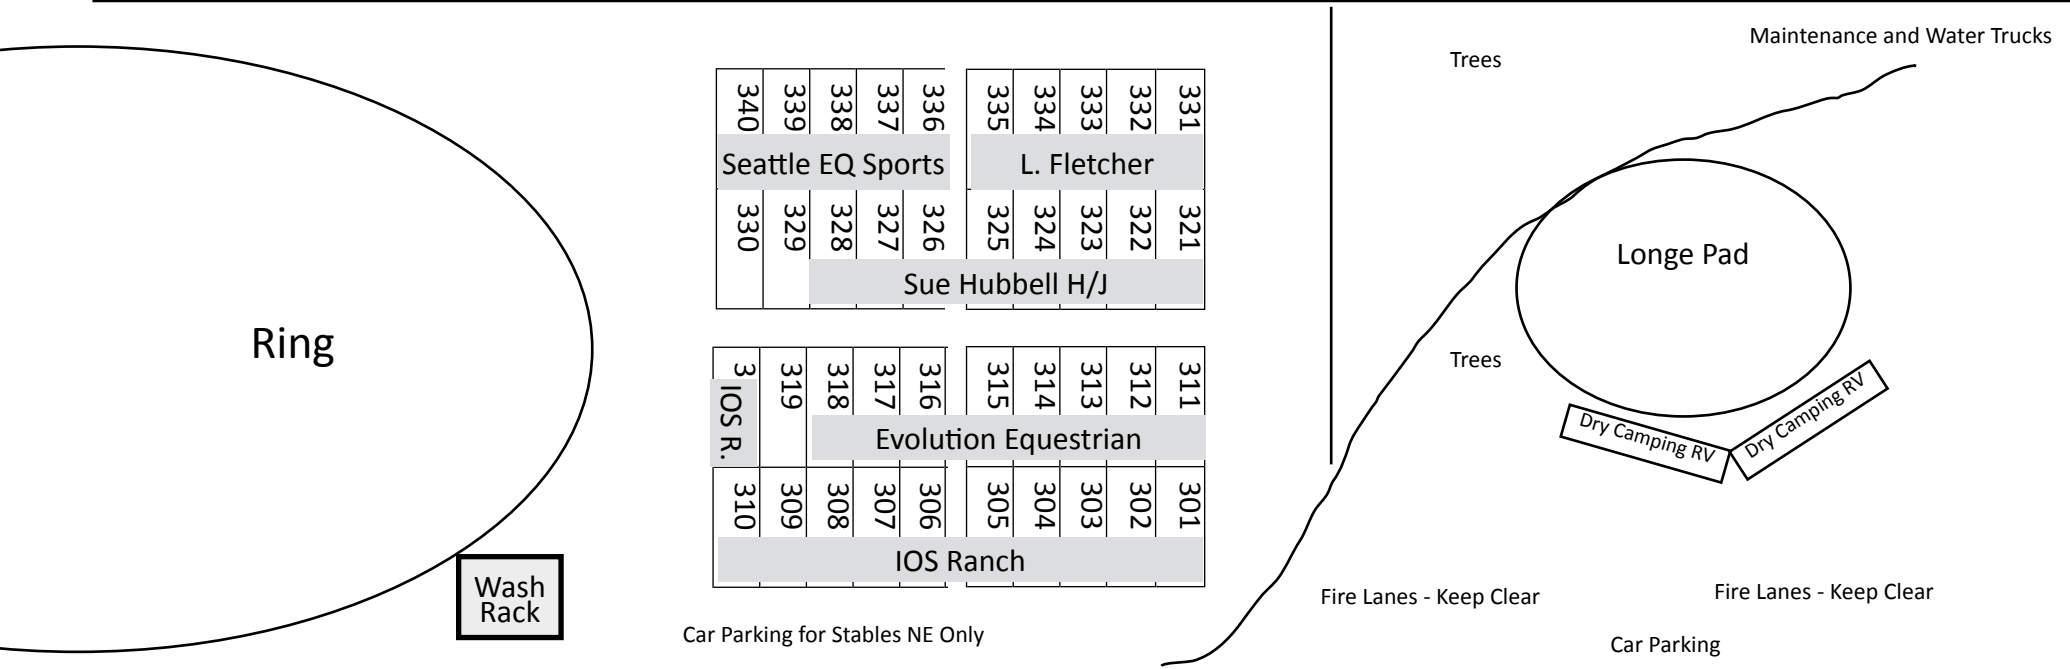 Maintenance and Water Trucks
Trees
340 339 338 337 336 335 334 333 332 331
Seattle EQ Sports L. Fletcher
330 329 328 327 326 325 324 323 322 321
Sue Hubbell H/J
Longe Pad
Ring
Trees
3 319 318 317 316 315 314 313 312 311
IOS R.
Evolution Equestrian
Dry Camping RV
Dry Camping RV
310 309 308 307 306 305 304 303 302 301
IOS Ranch
Wash
Rack
Fire Lanes - Keep Clear
Fire Lanes - Keep Clear
Car Parking for Stables NE Only
Car Parking